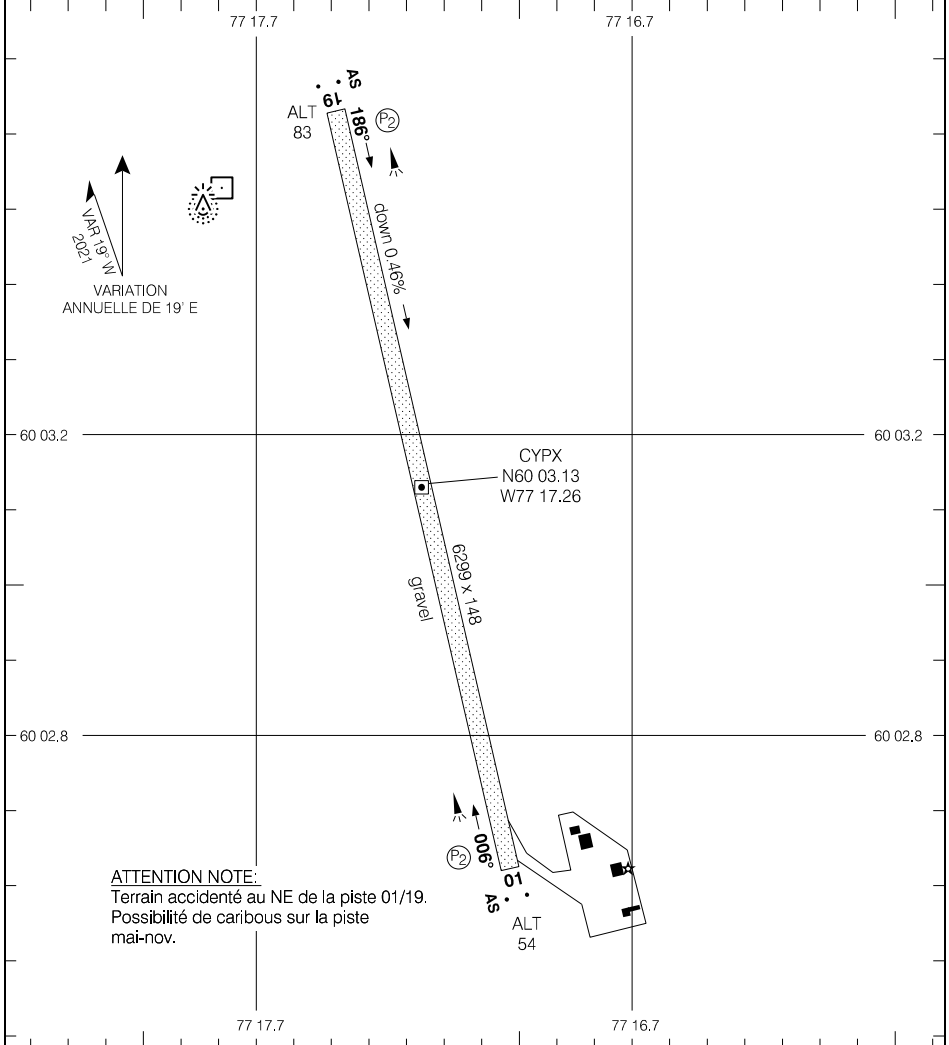 77 17.7
77 16.7
AS
19
ALT
83
186°
P2
VAR 19° W
2021
VARIATION
ANNUELLE DE 19' E
down 0.46%
60 03.2
60 03.2
CYPX
N60 03.13
W77 17.26
6299 x 148
gravel
60 02.8
60 02.8
006°
P2
01
AS
ALT
54
ATTENTION NOTE:
Terrain accidenté au NE de la piste 01/19.
Possibilité de caribous sur la piste
mai-nov.
77 17.7
77 16.7